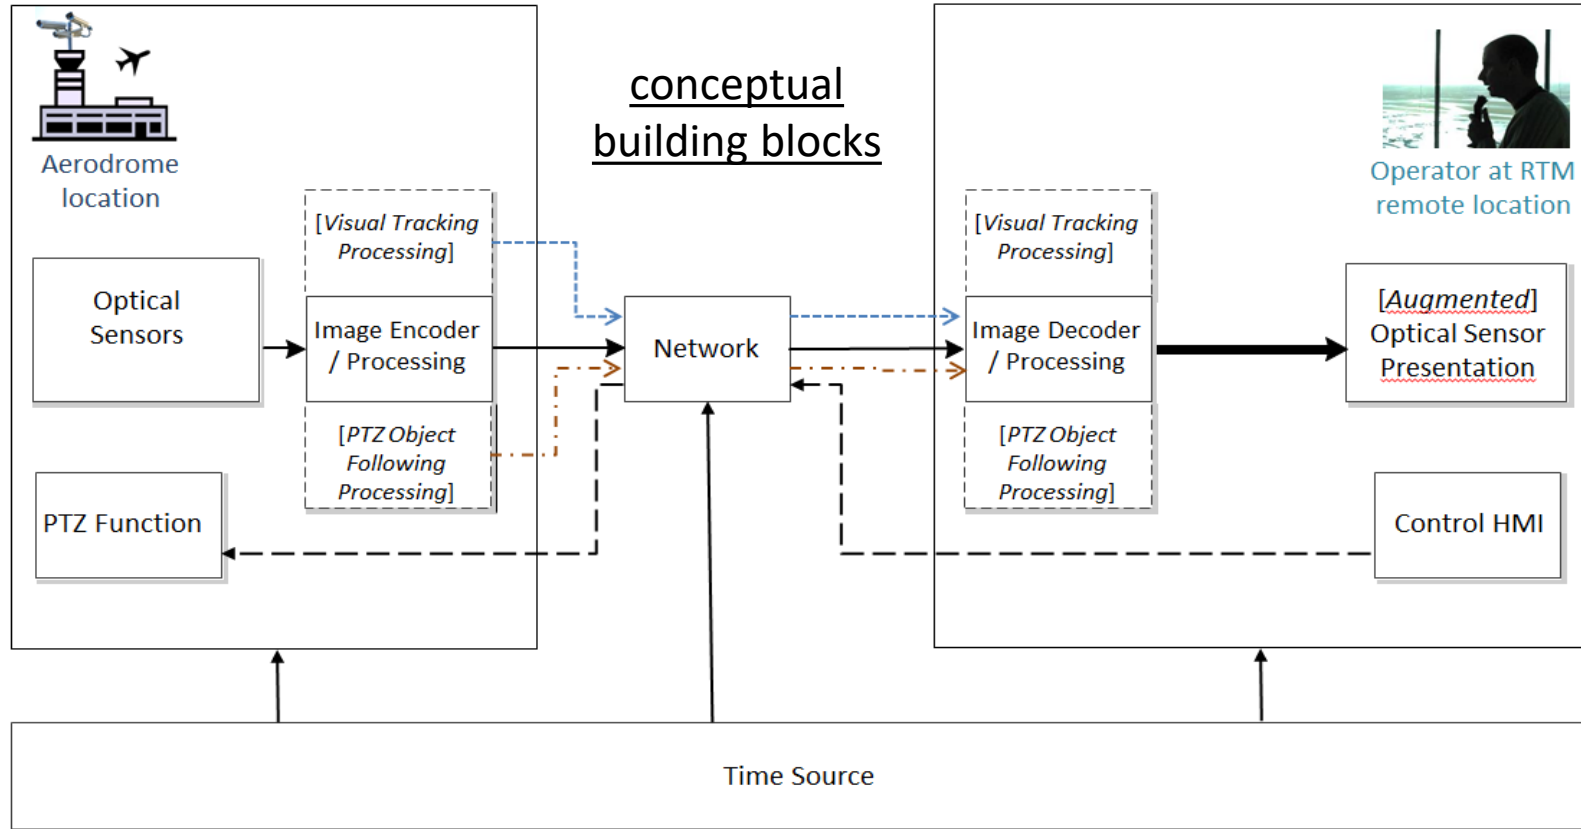 conceptual
building blocks
Aerodrome
location
Operator at RTM
remote location
[Visual Tracking
Processing]
[Visual Tracking
Processing]
Optical
Sensors
Image Encoder
/ Processing
Network
Image Decoder
/ Processing
[Augmented]
Optical Sensor
Presentation
[PTZ Object
Following
Processing]
[PTZ Object
Following
Processing]
PTZ Function
Control HMI
Time Source